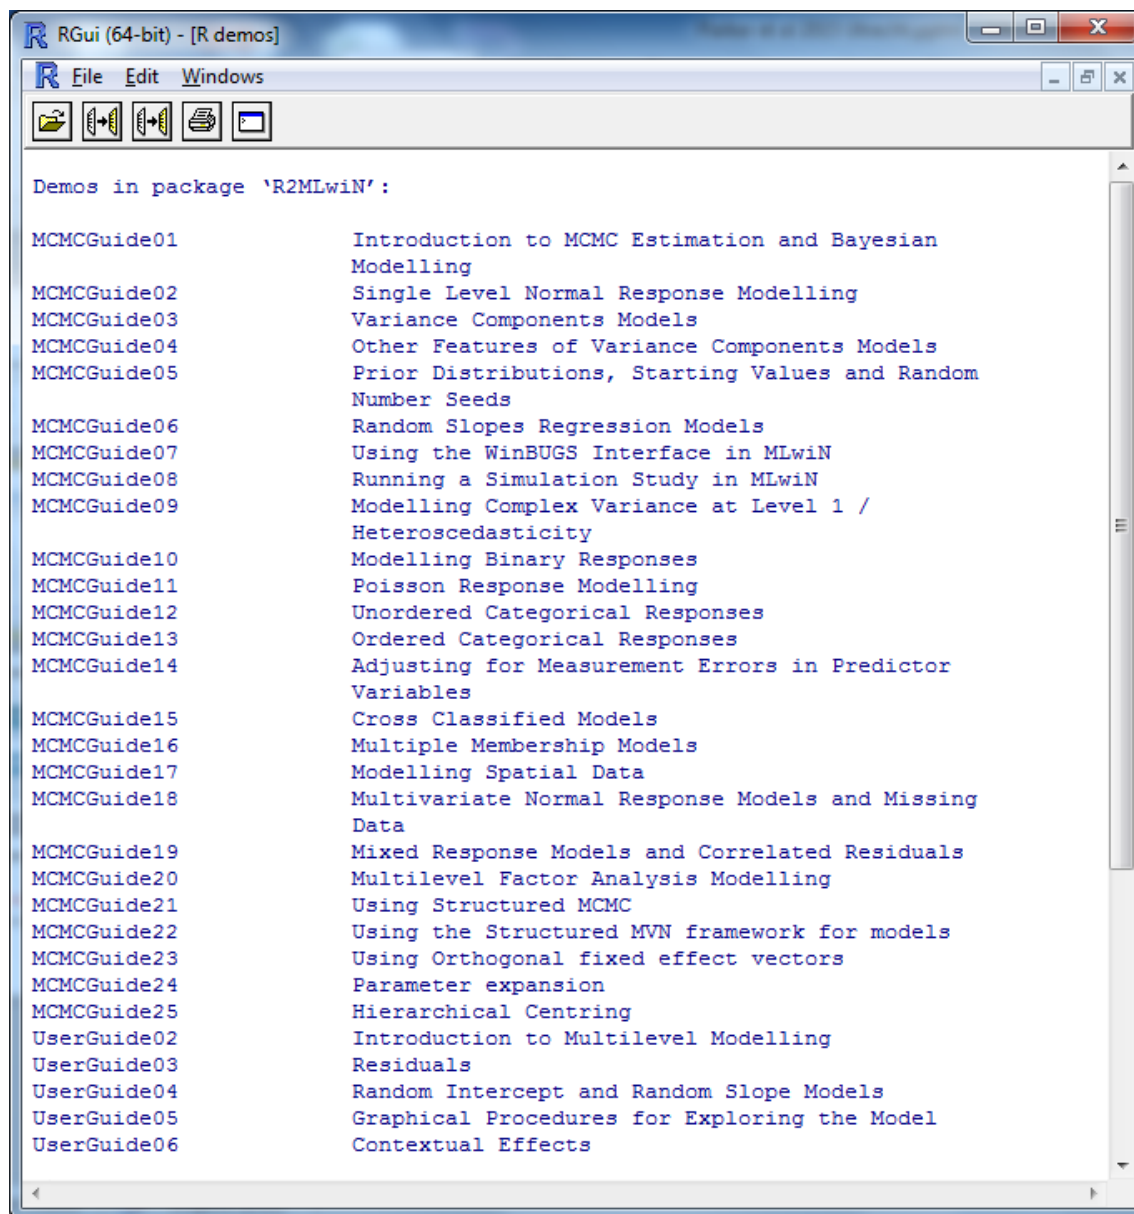 RGui (64-bit) - [R demos]
File Edit Windows
Demos in package ‘R2MLwiN’:
MCMCGuide01 Introduction to MCMC Estimation and Bayesian
Modelling
MCMCGuide02 Single Level Normal Response Modelling
MCMCGuide03 Variance Components Models
MCMCGuide04 Other Features of Variance Components Models
MCMCGuide05 Prior Distributions, Starting Values and Random
Number Seeds
MCMCGuide06 Random Slopes Regression Models
MCMCGuide07 Using the WinBUGS Interface in MLwiN
MCMCGuide08 Running a Simulation Study in MLwiN
MCMCGuide09 Modelling Complex Variance at Level 1 /
Heteroscedasticity
MCMCGuide10 Modelling Binary Responses
MCMCGuide11 Poisson Response Modelling
MCMCGuide12 Unordered Categorical Responses
MCMCGuide13 Ordered Categorical Responses
MCMCGuide14 Adjusting for Measurement Errors in Predictor
Variables
MCMCGuide15 Cross Classified Models
MCMCGuide16 Multiple Membership Models
MCMCGuide17 Modelling Spatial Data
MCMCGuide18 Multivariate Normal Response Models and Missing
Data
MCMCGuide19 Mixed Response Models and Correlated Residuals
MCMCGuide20 Multilevel Factor Analysis Modelling
MCMCGuide21 Using Structured MCMC
MCMCGuide22 Using the Structured MVN framework for models
MCMCGuide23 Using Orthogonal fixed effect vectors
MCMCGuide24 Parameter expansion
MCMCGuide25 Hierarchical Centring
UserGuide02 Introduction to Multilevel Modelling
UserGuide03 Residuals
UserGuide04 Random Intercept and Random Slope Models
UserGuide05 Graphical Procedures for Exploring the Model
UserGuide06 Contextual Effects